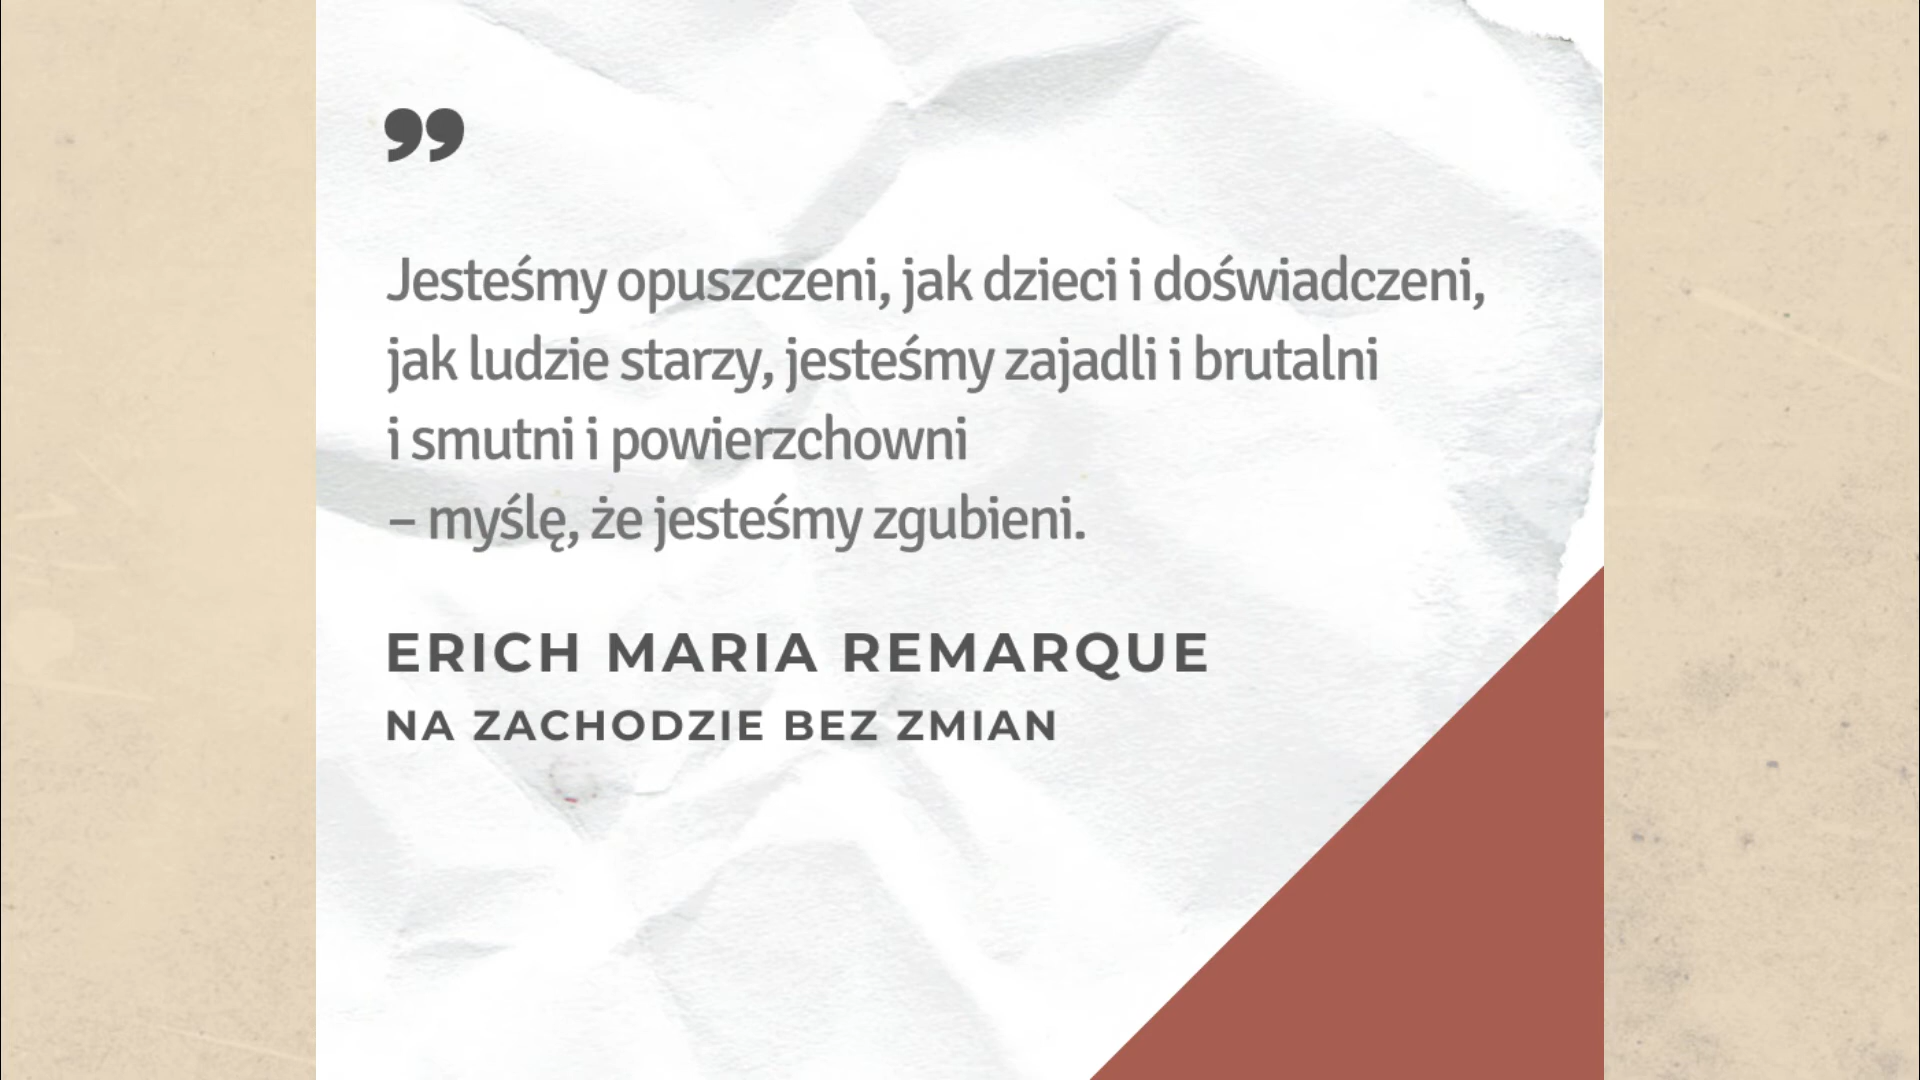 ”
Jesteśmy opuszczeni, jak dzieci i doświadczeni,
jak ludzie starzy, jesteśmy zajadli i brutalni
i smutni i powierzchowni
– myślę, że jesteśmy zgubieni.
ERICH MARIA REMARQUE
NA ZACHODZIE BEZ ZMIAN